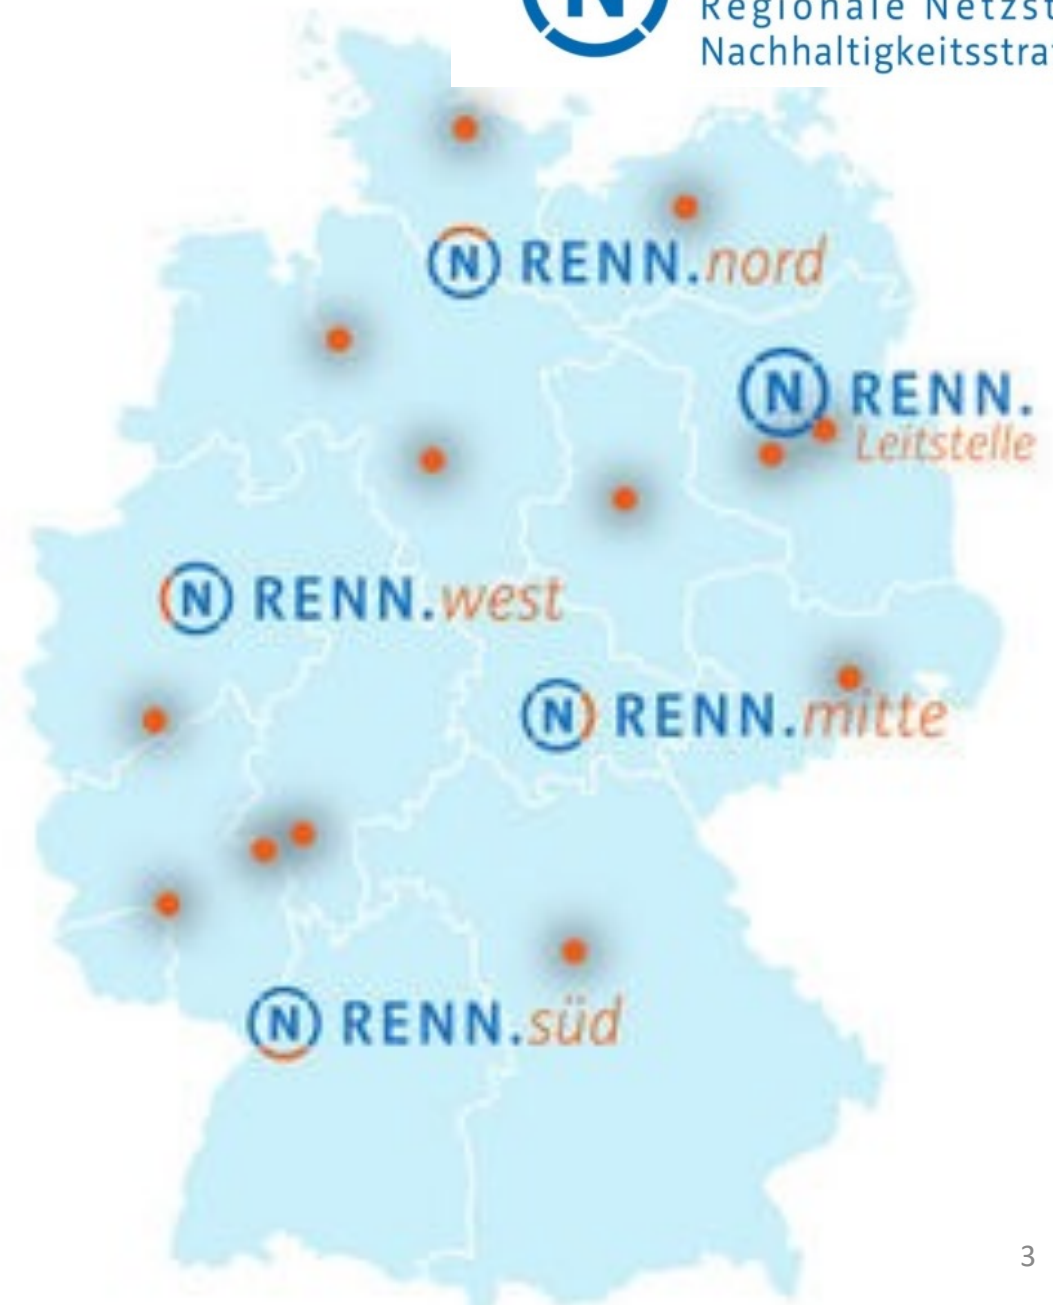 N
Regionale Netzst
Nachhaltigkeitsstra
N RENN.nord
N RENN.
Leitstelle
N RENN.west
N RENN.mitte
N RENN.süd
3